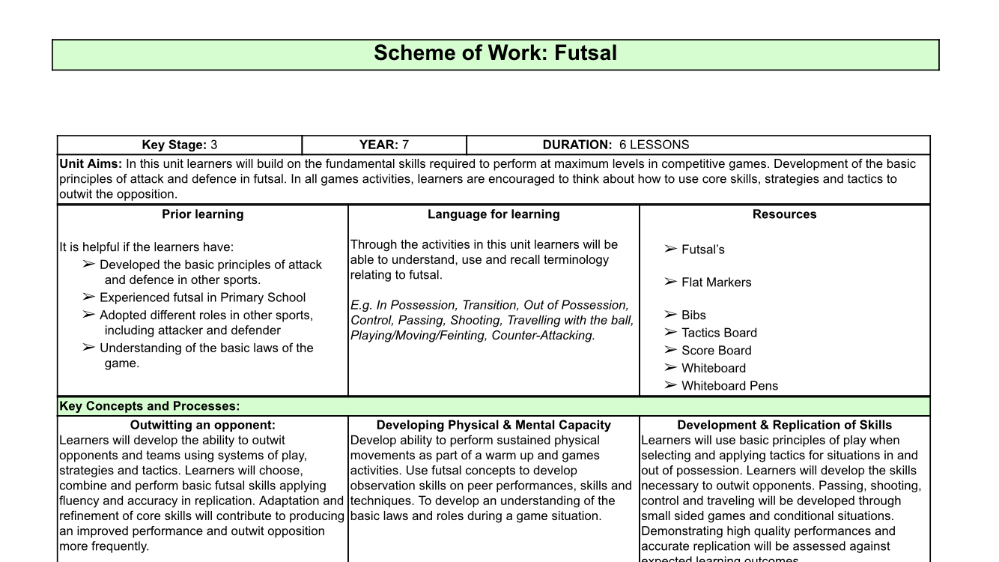 Scheme of Work: Futsal
Key Stage: 3
YEAR: 7
DURATION: 6 LESSONS
Unit Aims: In this unit learners will build on the fundamental skills required to perform at maximum levels in competitive games. Development of the basic
principles of attack and defence in futsal. In all games activities, learners are encouraged to think about how to use core skills, strategies and tactics to
outwit the opposition.
Prior learning
It is helpful if the learners have:
➢ Developed the basic principles of attack
and defence in other sports.
➢ Experienced futsal in Primary School
➢ Adopted different roles in other sports,
including attacker and defender
➢ Understanding of the basic laws of the
game.
Language for learning
Through the activities in this unit learners will be
able to understand, use and recall terminology
relating to futsal.
E.g. In Possession, Transition, Out of Possession,
Control, Passing, Shooting, Travelling with the ball,
Playing/Moving/Feinting, Counter-Attacking.
Resources
➢ Futsal’s
➢ Flat Markers
➢ Bibs
➢ Tactics Board
➢ Score Board
➢ Whiteboard
➢ Whiteboard Pens
Key Concepts and Processes:
Outwitting an opponent:
Learners will develop the ability to outwit
opponents and teams using systems of play,
strategies and tactics. Learners will choose,
combine and perform basic futsal skills applying
fluency and accuracy in replication. Adaptation and
refinement of core skills will contribute to producing
an improved performance and outwit opposition
more frequently.
Developing Physical & Mental Capacity
Develop ability to perform sustained physical
movements as part of a warm up and games
activities. Use futsal concepts to develop
observation skills on peer performances, skills and
techniques. To develop an understanding of the
basic laws and roles during a game situation.
Development & Replication of Skills
Learners will use basic principles of play when
selecting and applying tactics for situations in and
out of possession. Learners will develop the skills
necessary to outwit opponents. Passing, shooting,
control and traveling will be developed through
small sided games and conditional situations.
Demonstrating high quality performances and
accurate replication will be assessed against
expected learning outcomes.